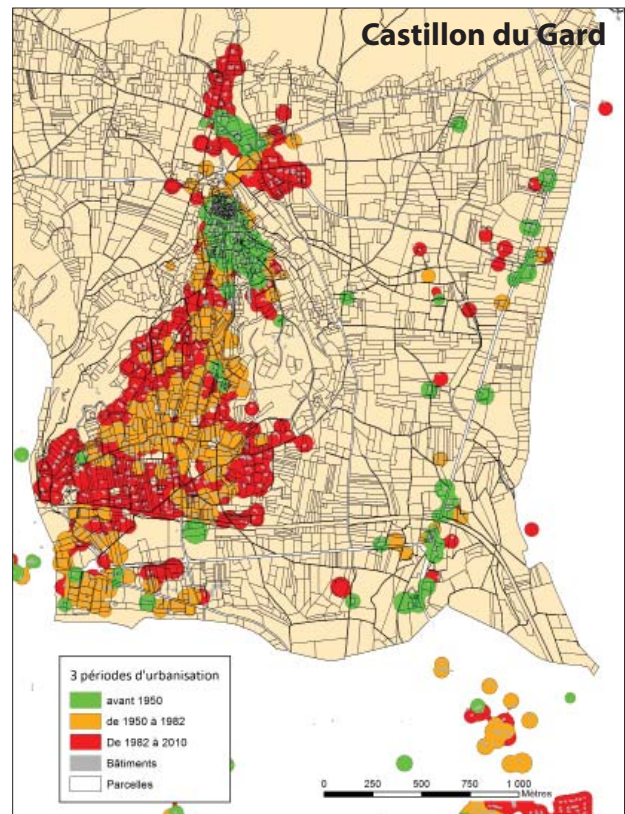 Castillon du Gard
3 périodes d'urbanisation
avant 1950
de 1950 à 1982
De 1982 à 2010
Bâtiments
Parcelles
0 250 500 750 1 000
Mètres